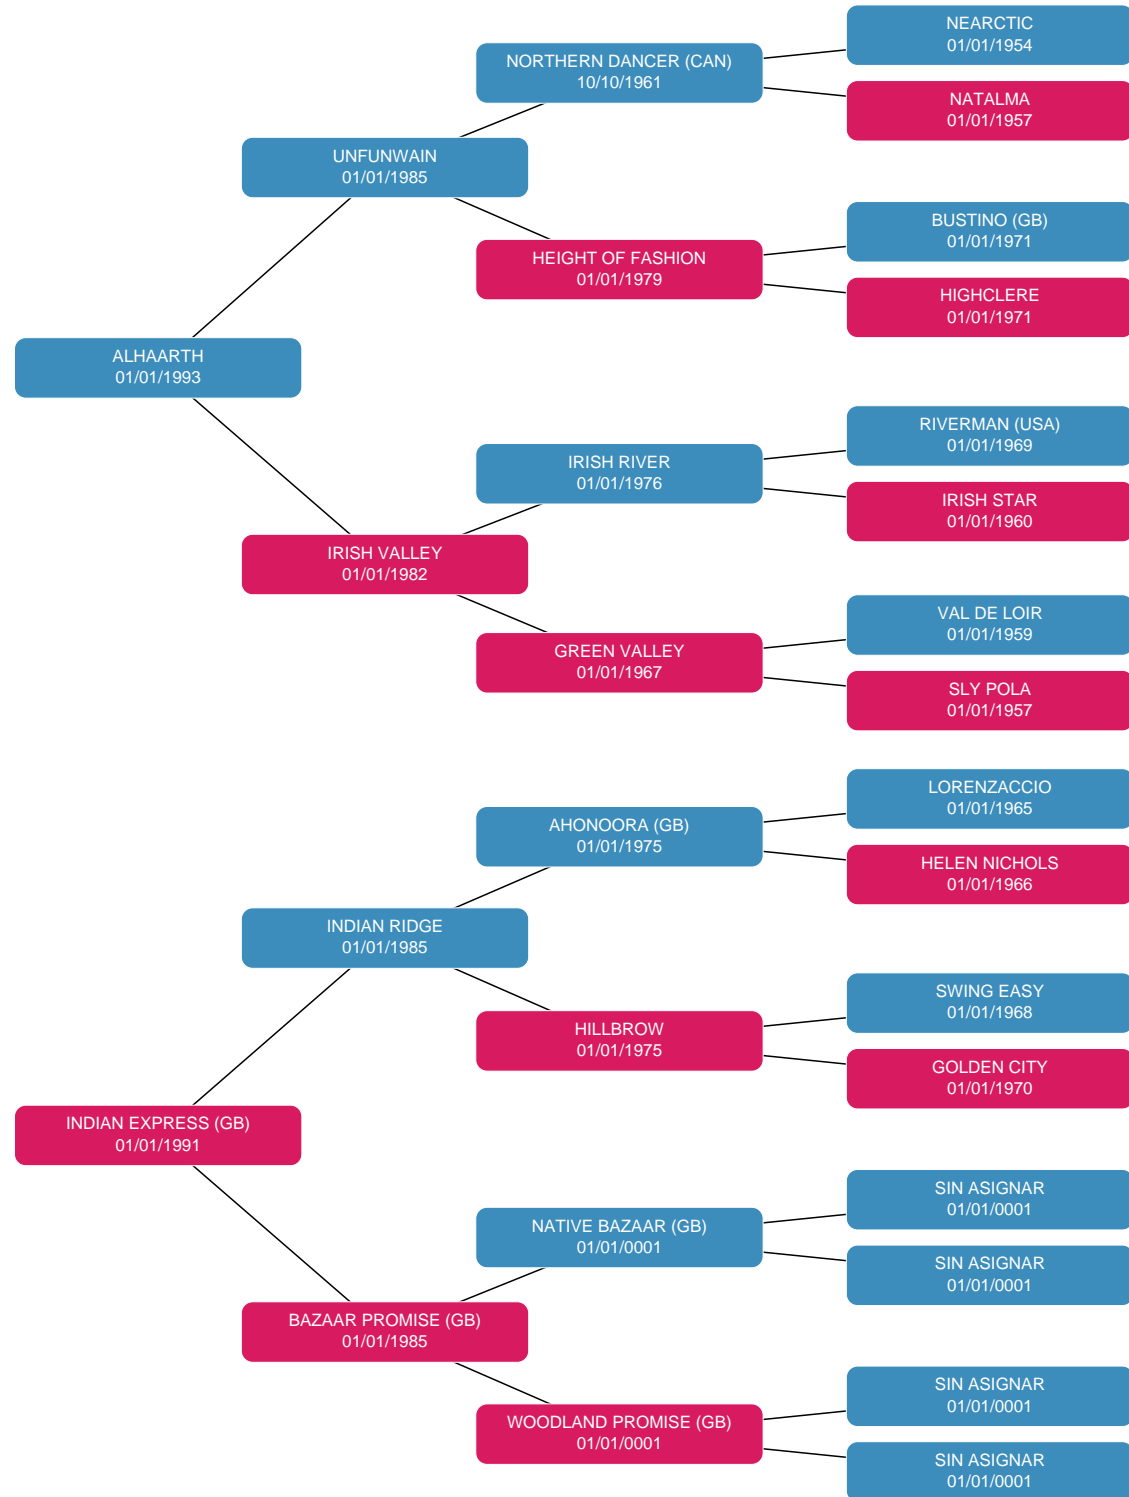 NEARCTIC
01/01/1954
NORTHERN DANCER (CAN)
10/10/1961
NATALMA
01/01/1957
UNFUNWAIN
01/01/1985
BUSTINO (GB)
01/01/1971
HEIGHT OF FASHION
01/01/1979
HIGHCLERE
01/01/1971
ALHAARTH
01/01/1993
RIVERMAN (USA)
01/01/1969
IRISH RIVER
01/01/1976
IRISH STAR
01/01/1960
IRISH VALLEY
01/01/1982
VAL DE LOIR
01/01/1959
GREEN VALLEY
01/01/1967
SLY POLA
01/01/1957
LORENZACCIO
01/01/1965
AHONOORA (GB)
01/01/1975
HELEN NICHOLS
01/01/1966
INDIAN RIDGE
01/01/1985
SWING EASY
01/01/1968
HILLBROW
01/01/1975
GOLDEN CITY
01/01/1970
INDIAN EXPRESS (GB)
01/01/1991
SIN ASIGNAR
01/01/0001
NATIVE BAZAAR (GB)
01/01/0001
SIN ASIGNAR
01/01/0001
BAZAAR PROMISE (GB)
01/01/1985
SIN ASIGNAR
01/01/0001
WOODLAND PROMISE (GB)
01/01/0001
SIN ASIGNAR
01/01/0001